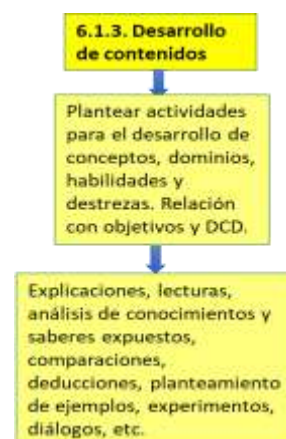 6.1.3. Desarrollo
de contenidos
Plantear actividades
para el desarrollo de
conceptos, dominios,
habilidades y
destrezas. Relación
con objetivos y DCD.
Explicaciones, lecturas,
análisis de conocimientos y
saberes expuestos,
comparaciones,
deducciones, planteamiento
de ejemplos, experimentos,
diálogos, etc.